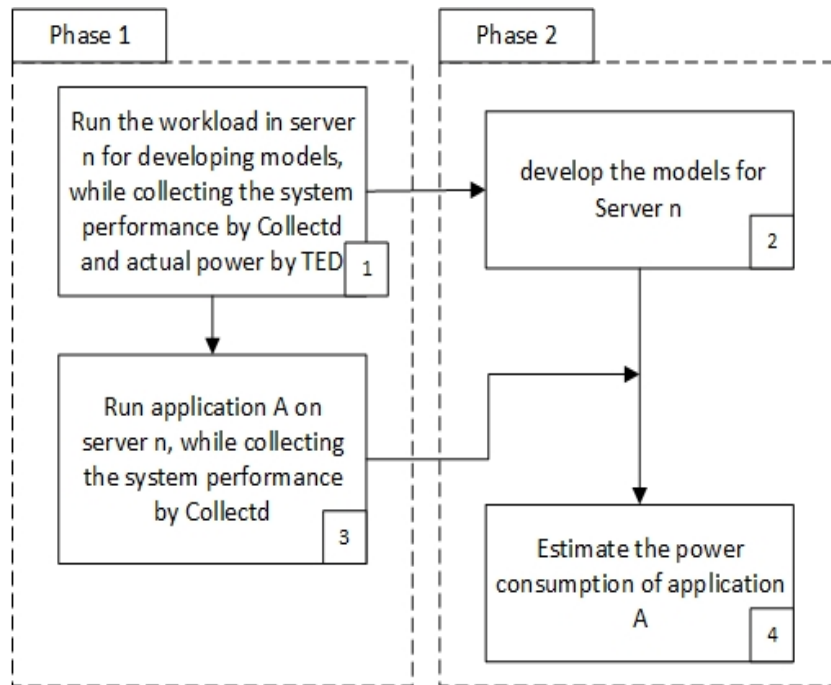 Phase 1
Run the workload in server
n for developing models,
while collecting the system
performance by Collectd
and actual power by TED
1
Run application A on
server n, while collecting
the system performance
by Collectd
3
Phase 2
develop the models for
Server n
2
Estimate the power
consumption of application
A
4